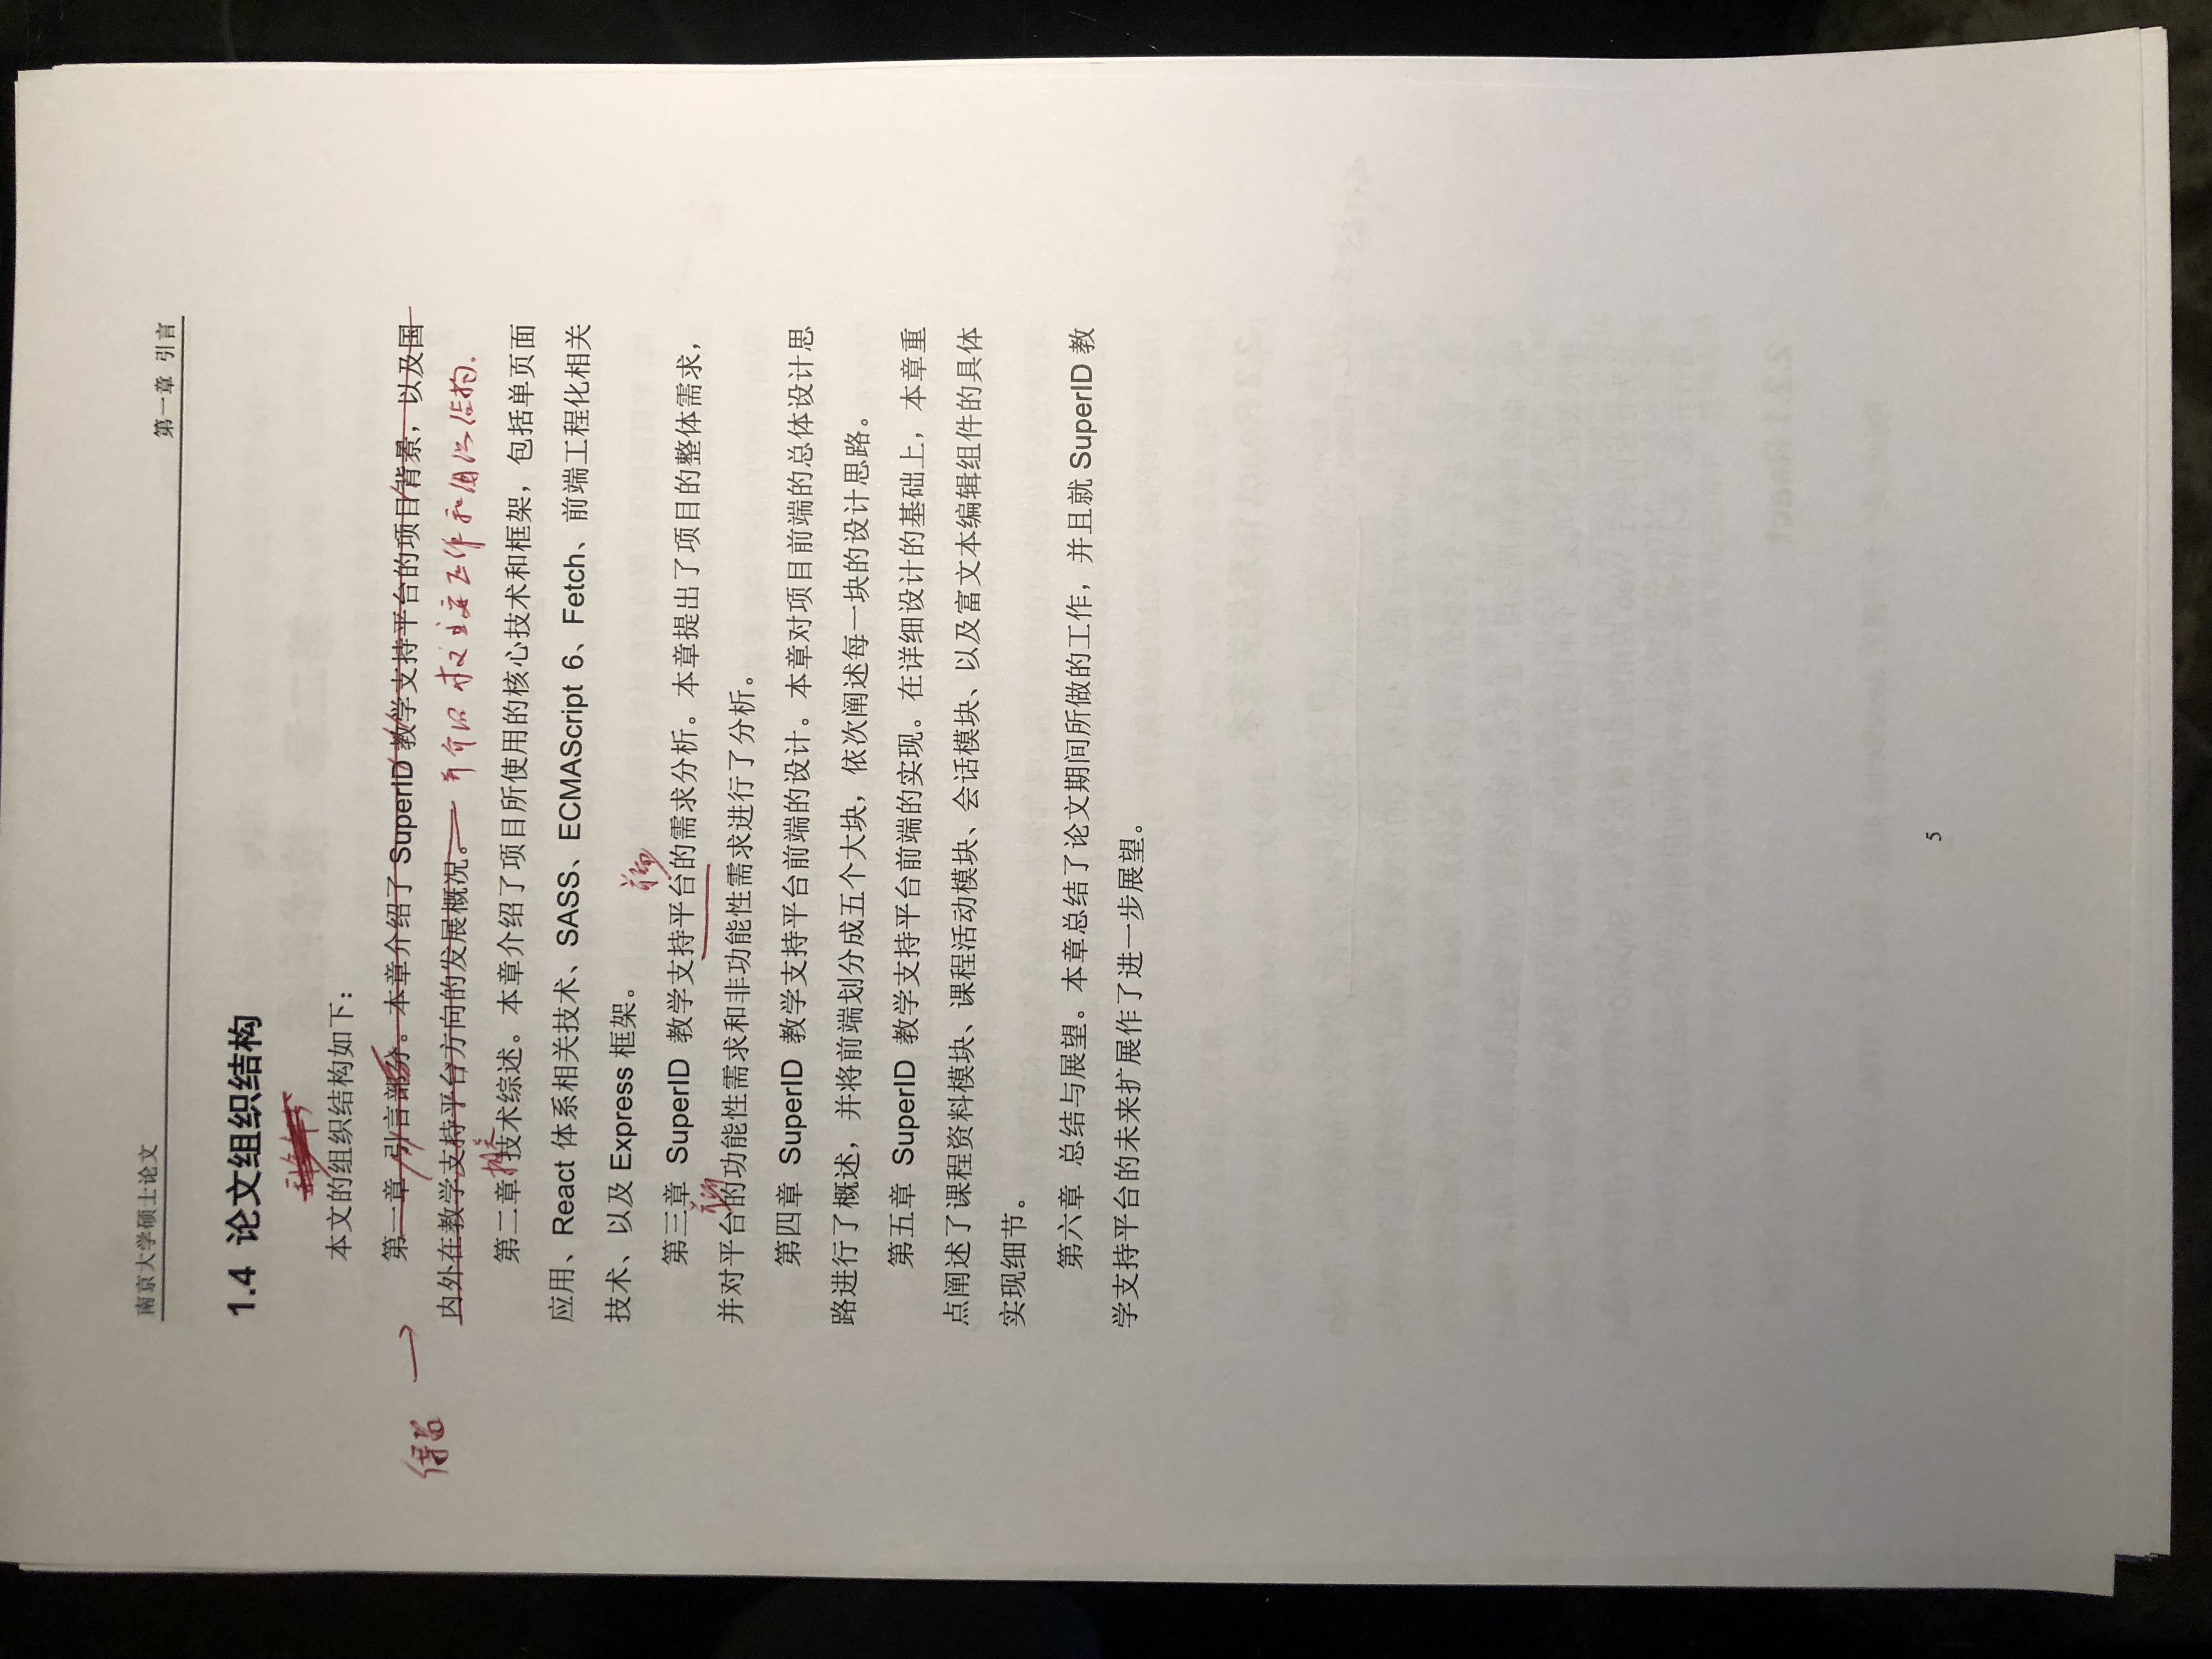 南京大学硕士论文
第一章 引言
1.4 论文组织结构
本文的组织结构如下：
保留 →
第一章 引言部分。本章介绍了 SuperID 教学支持平台的项目背景，以及国
内外在教学支持平台方向的发展概况。 并介绍本文主要工作和组织结构.
相关
第二章 技术综述。本章介绍了项目所使用的核心技术和框架，包括单页面
应用、React 体系相关技术、SASS、ECMAScript 6、Fetch、前端工程化相关
技术、以及 Express 框架。
前端
第三章 SuperID 教学支持平台的需求分析。本章提出了项目的整体需求，
前端
并对平台的功能性需求和非功能性需求进行了分析。
第四章 SuperID 教学支持平台前端的设计。本章对项目前端的总体设计思
路进行了概述，并将前端划分成五个大块，依次阐述每一块的设计思路。
第五章 SuperID 教学支持平台前端的实现。在详细设计的基础上，本章重
点阐述了课程资料模块、课程活动模块、会话模块、以及富文本编辑组件的具体
实现细节。
第六章 总结与展望。本章总结了论文期间所做的工作，并且就 SuperID 教
学支持平台的未来扩展作了进一步展望。
5